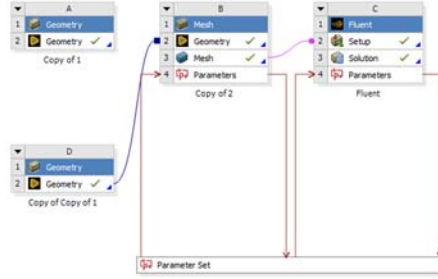 A
1 Geometry
2 Geometry
Copy of 1
B
1 Mesh
2 Geometry
3 Mesh
4 Parameters
Copy of 2
C
1 Fluent
2 Setup
3 Solution
4 Parameters
Fluent
D
1 Geometry
2 Geometry
Copy of Copy of 1
Parameter Set